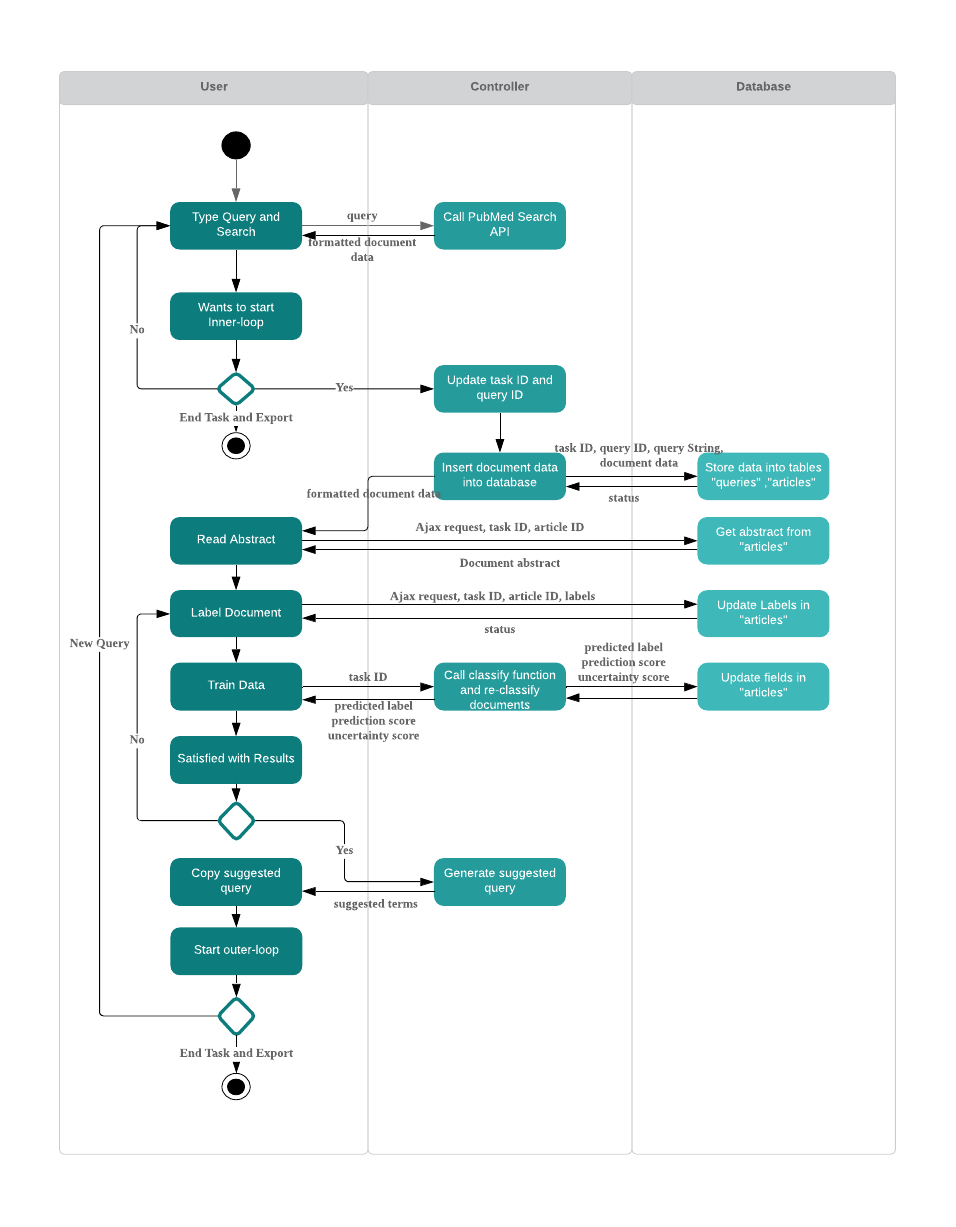 User
Controller
Database
Type Query and
Search
query
Call PubMed Search
API
formatted document
data
Wants to start
Inner-loop
No
Yes
Update task ID and
query ID
End Task and Export
task ID, query ID, query String,
document data
Insert document data
into database
Store data into tables
"queries" ,"articles"
formatted document data
status
Read Abstract
Ajax request, task ID, article ID
Get abstract from
"articles"
Document abstract
Label Document
Ajax request, task ID, article ID, labels
Update Labels in
"articles"
status
New Query
predicted label
prediction score
uncertainty score
Train Data
task ID
Call classify function
and re-classify
documents
Update fields in
"articles"
predicted label
prediction score
uncertainty score
No
Satisfied with Results
Yes
Copy suggested
query
Generate suggested
query
suggested terms
Start outer-loop
End Task and Export